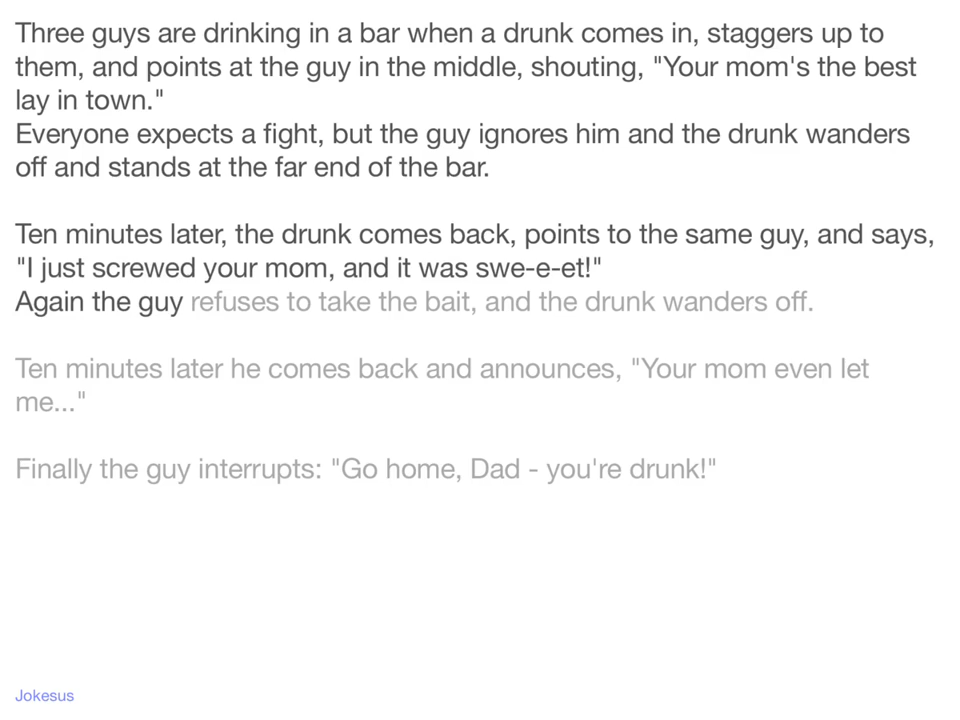 Three guys are drinking in a bar when a drunk comes in, staggers up to
them, and points at the guy in the middle, shouting, "Your mom's the best
lay in town."
Everyone expects a fight, but the guy ignores him and the drunk wanders
off and stands at the far end of the bar.
Ten minutes later, the drunk comes back, points to the same guy, and says,
"I just screwed your mom, and it was swe-e-et!"
Again the guy refuses to take the bait, and the drunk wanders off.
Ten minutes later he comes back and announces, "Your mom even let
me..."
Finally the guy interrupts: "Go home, Dad - you're drunk!"
Jokesus